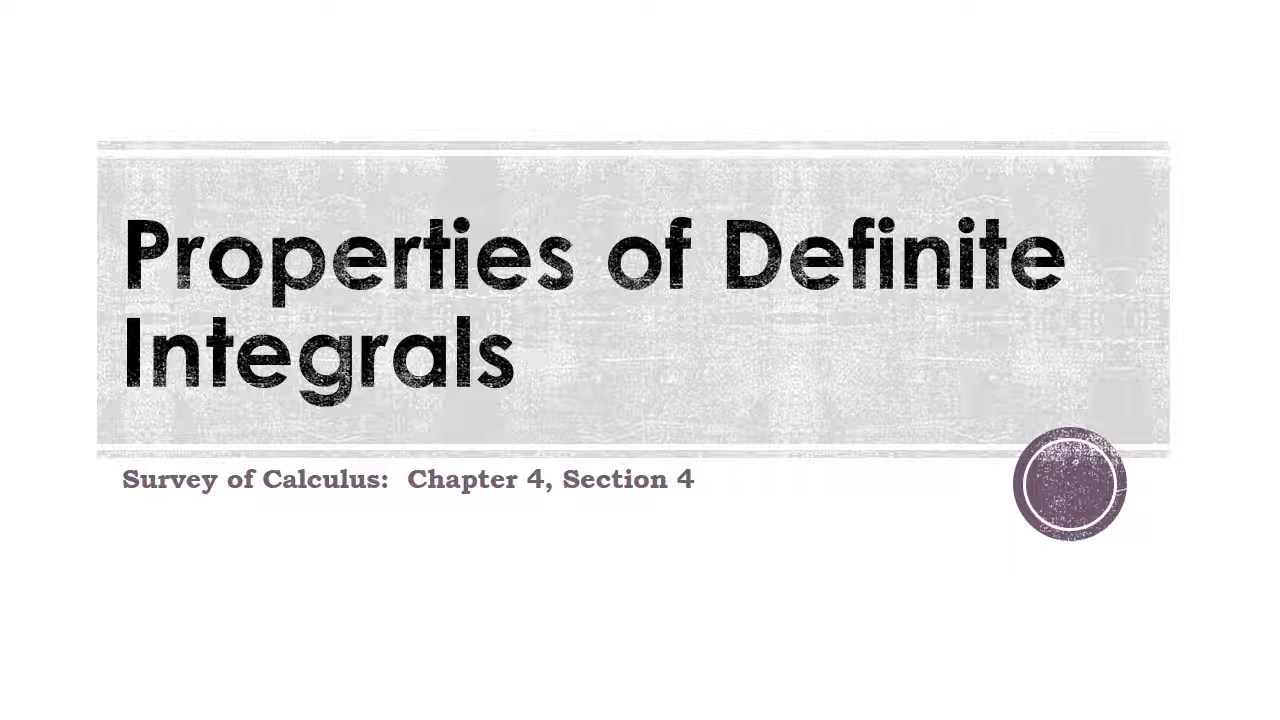 Properties of Definite
Integrals
Survey of Calculus:  Chapter 4, Section 4